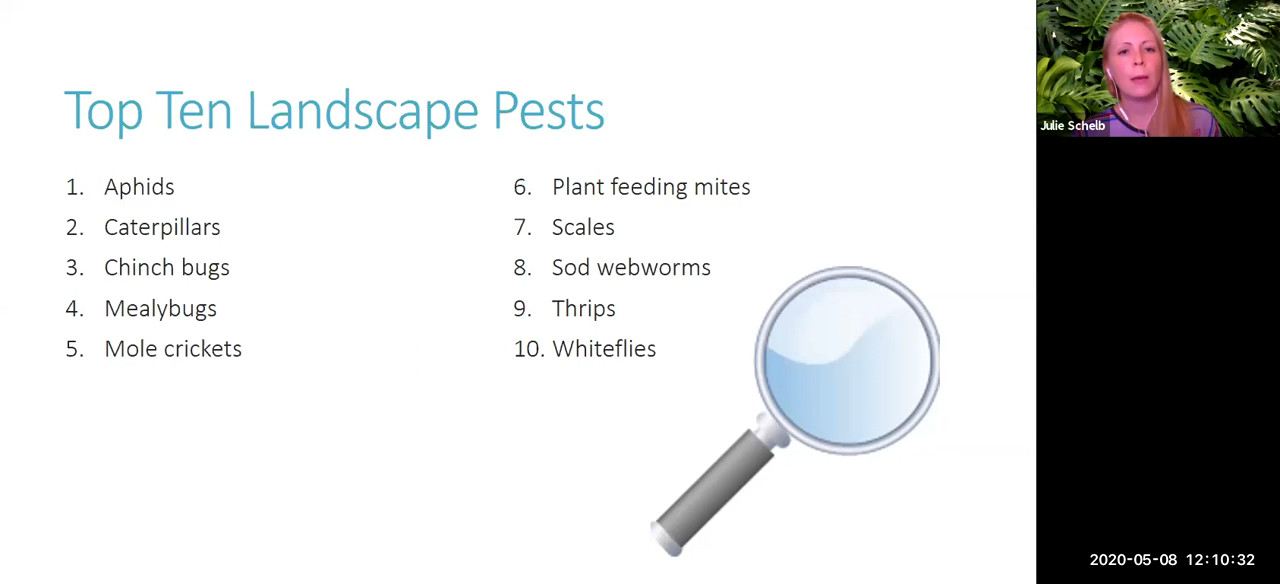 Top Ten Landscape Pests
1. Aphids
2. Caterpillars
3. Chinch bugs
4. Mealybugs
5. Mole crickets
6. Plant feeding mites
7. Scales
8. Sod webworms
9. Thrips
10. Whiteflies
Julie Schelb
2020-05-08 12:10:32